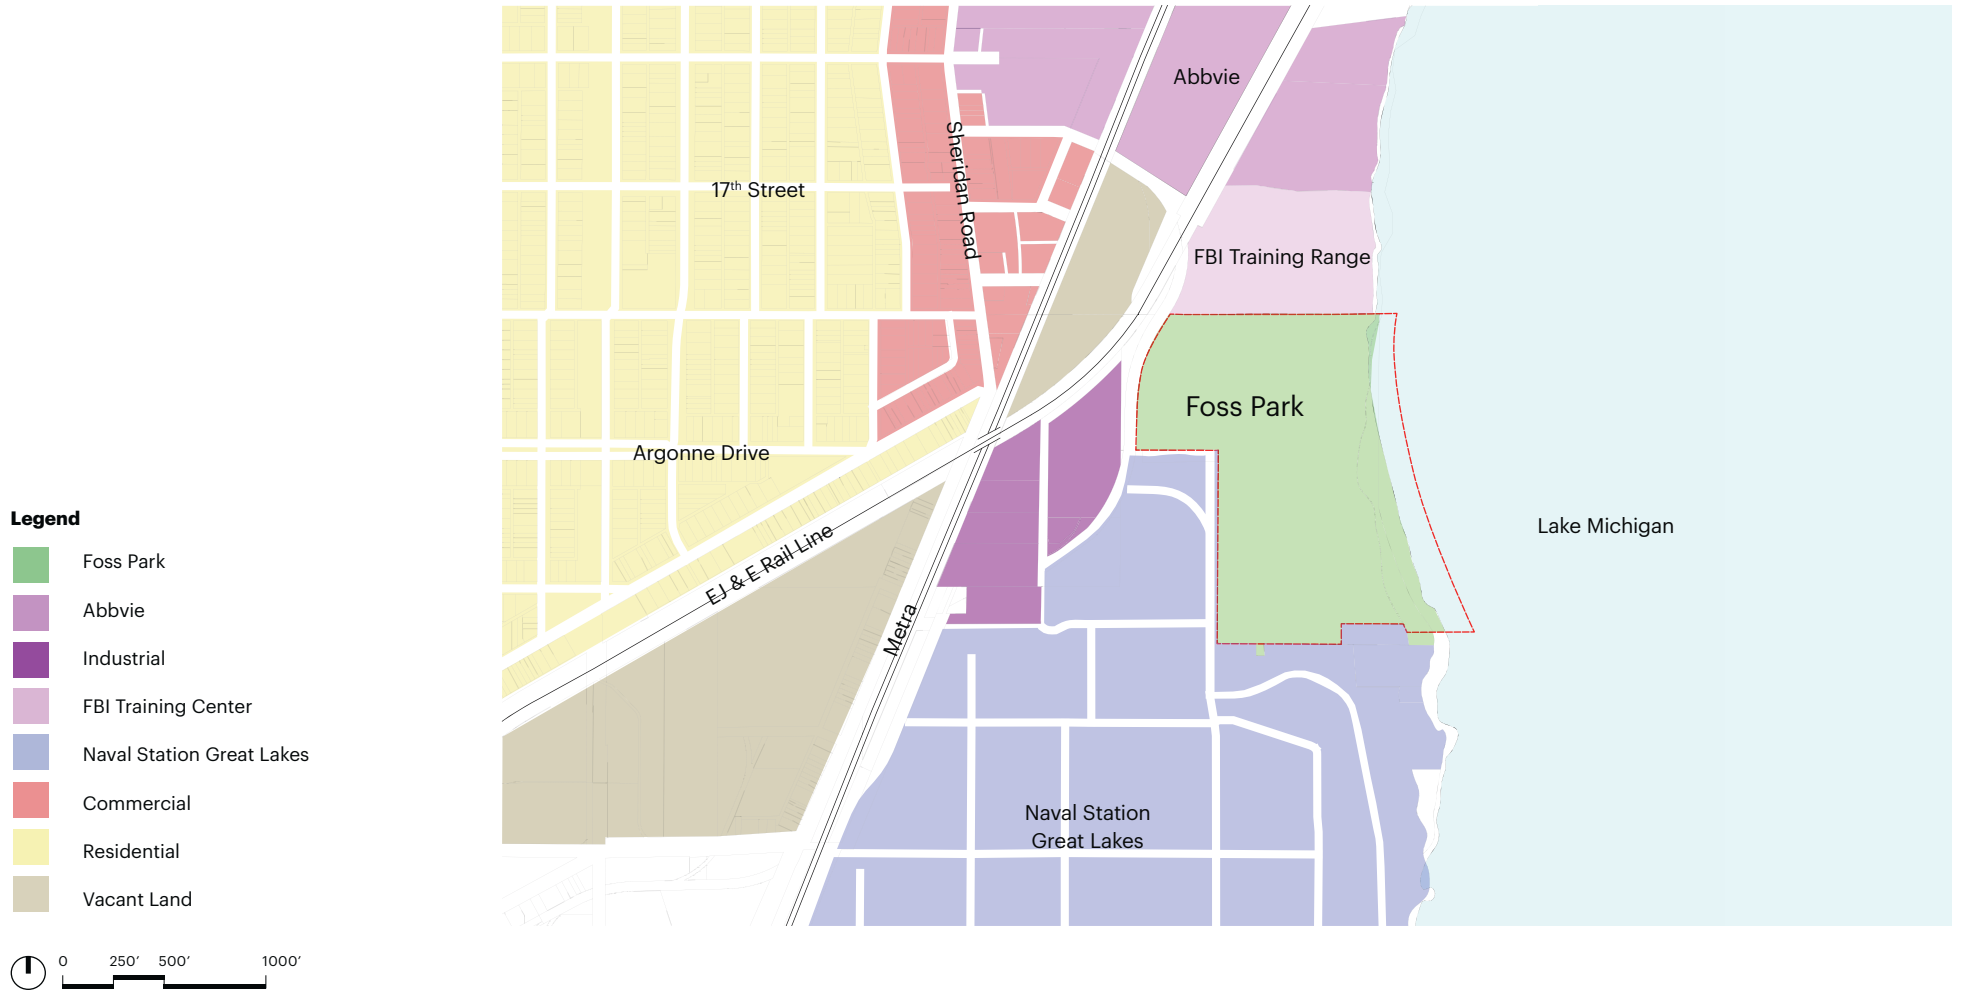 Abbvie
Sheridan Road
17th Street
FBI Training Range
Foss Park
Argonne Drive
Lake Michigan
EJ & E Rail Line
Metra
Naval Station
Great Lakes
Legend
Foss Park
Abbvie
Industrial
FBI Training Center
Naval Station Great Lakes
Commercial
Residential
Vacant Land
0 250’ 500’ 1000’